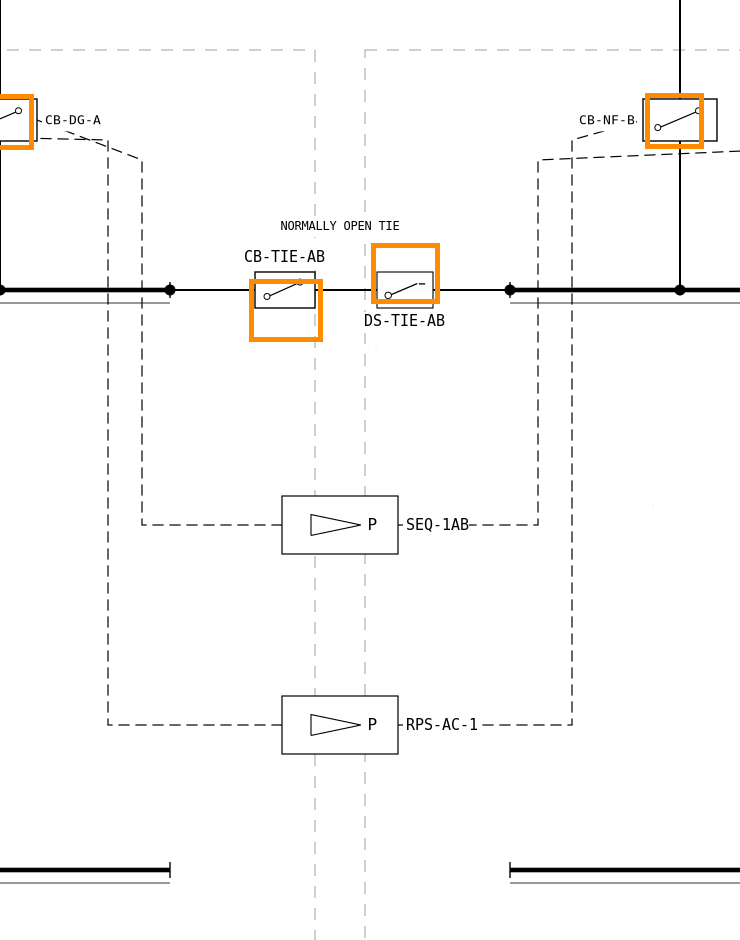 CB-DG-A
CB-NF-B
NORMALLY OPEN TIE
CB-TIE-AB
DS-TIE-AB
P SEQ-1AB
P RPS-AC-1